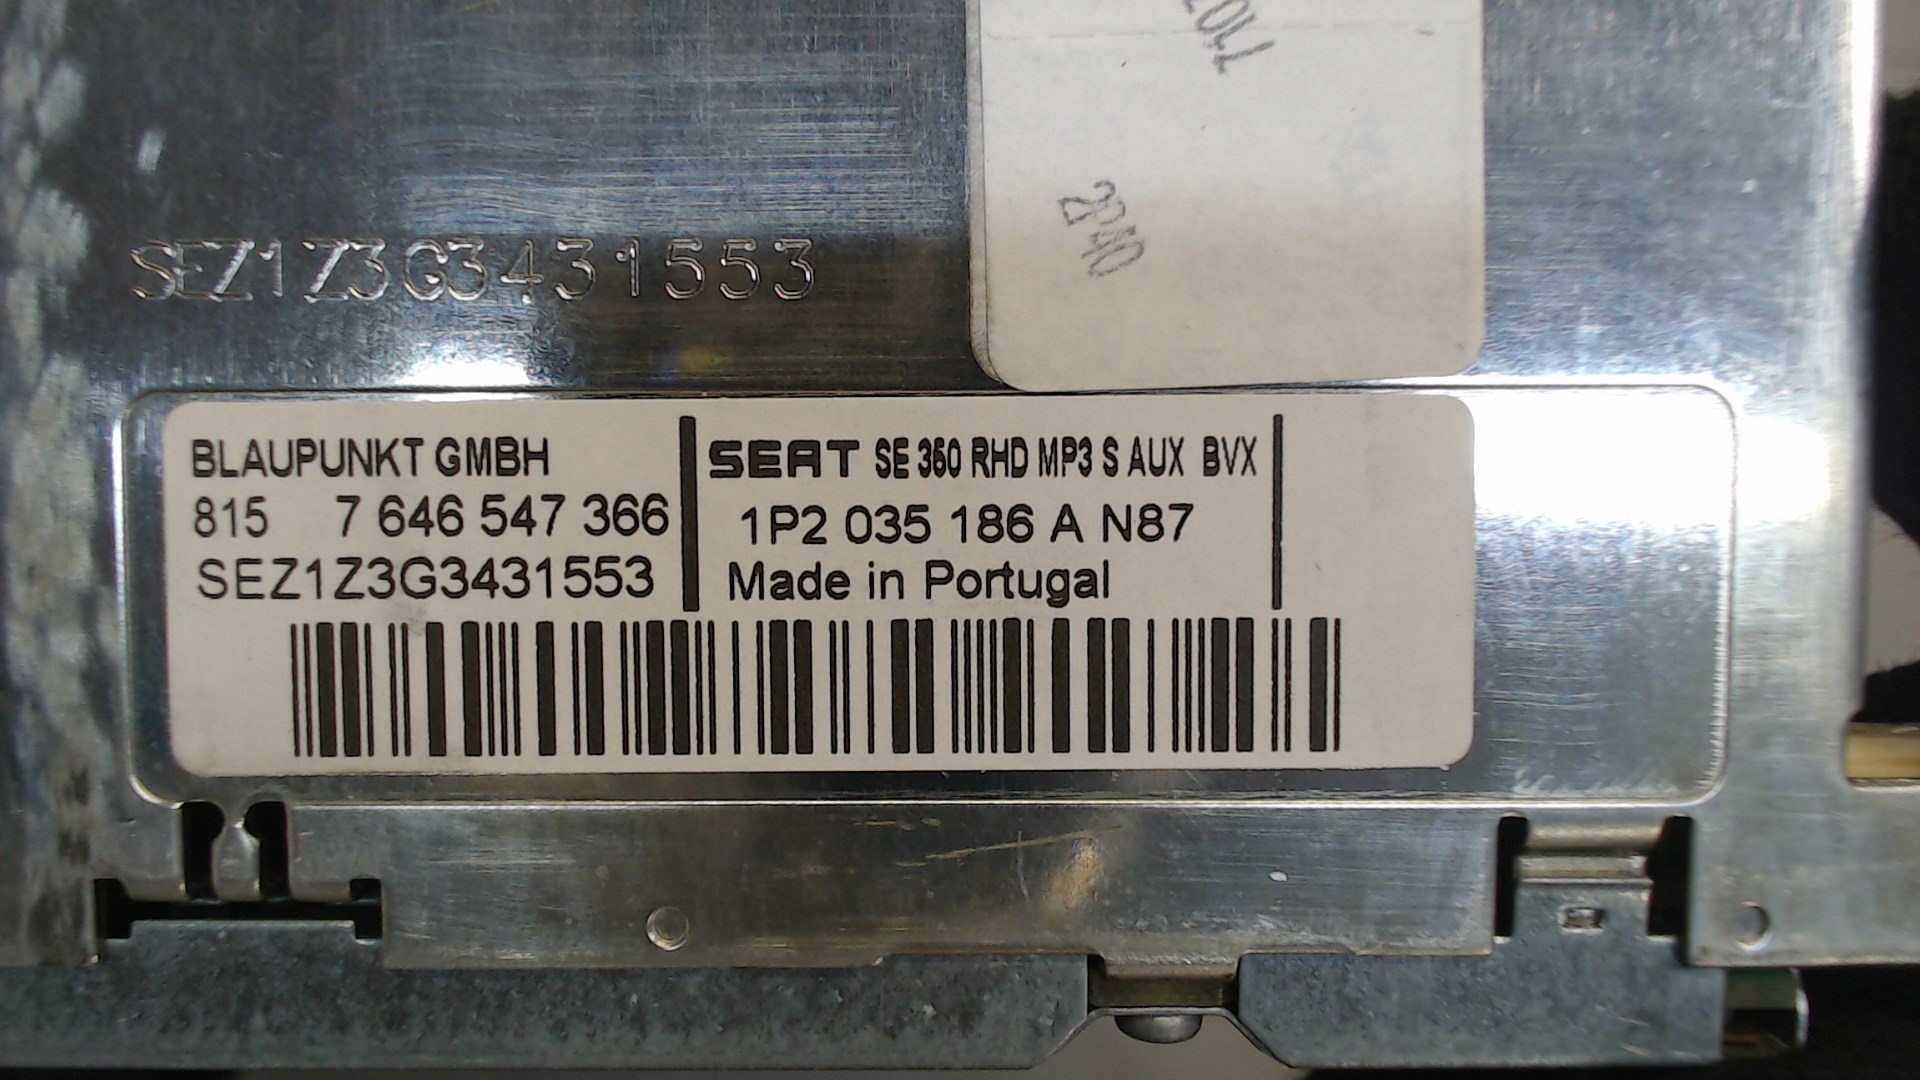 2P40
SEZ1Z3G3431553
BLAUPUNKT GMBH
815 7 646 547 366
SEZ1Z3G3431553
SEAT SE 360 RHD MP3 S AUX BVX
1P2 035 186 A N87
Made in Portugal